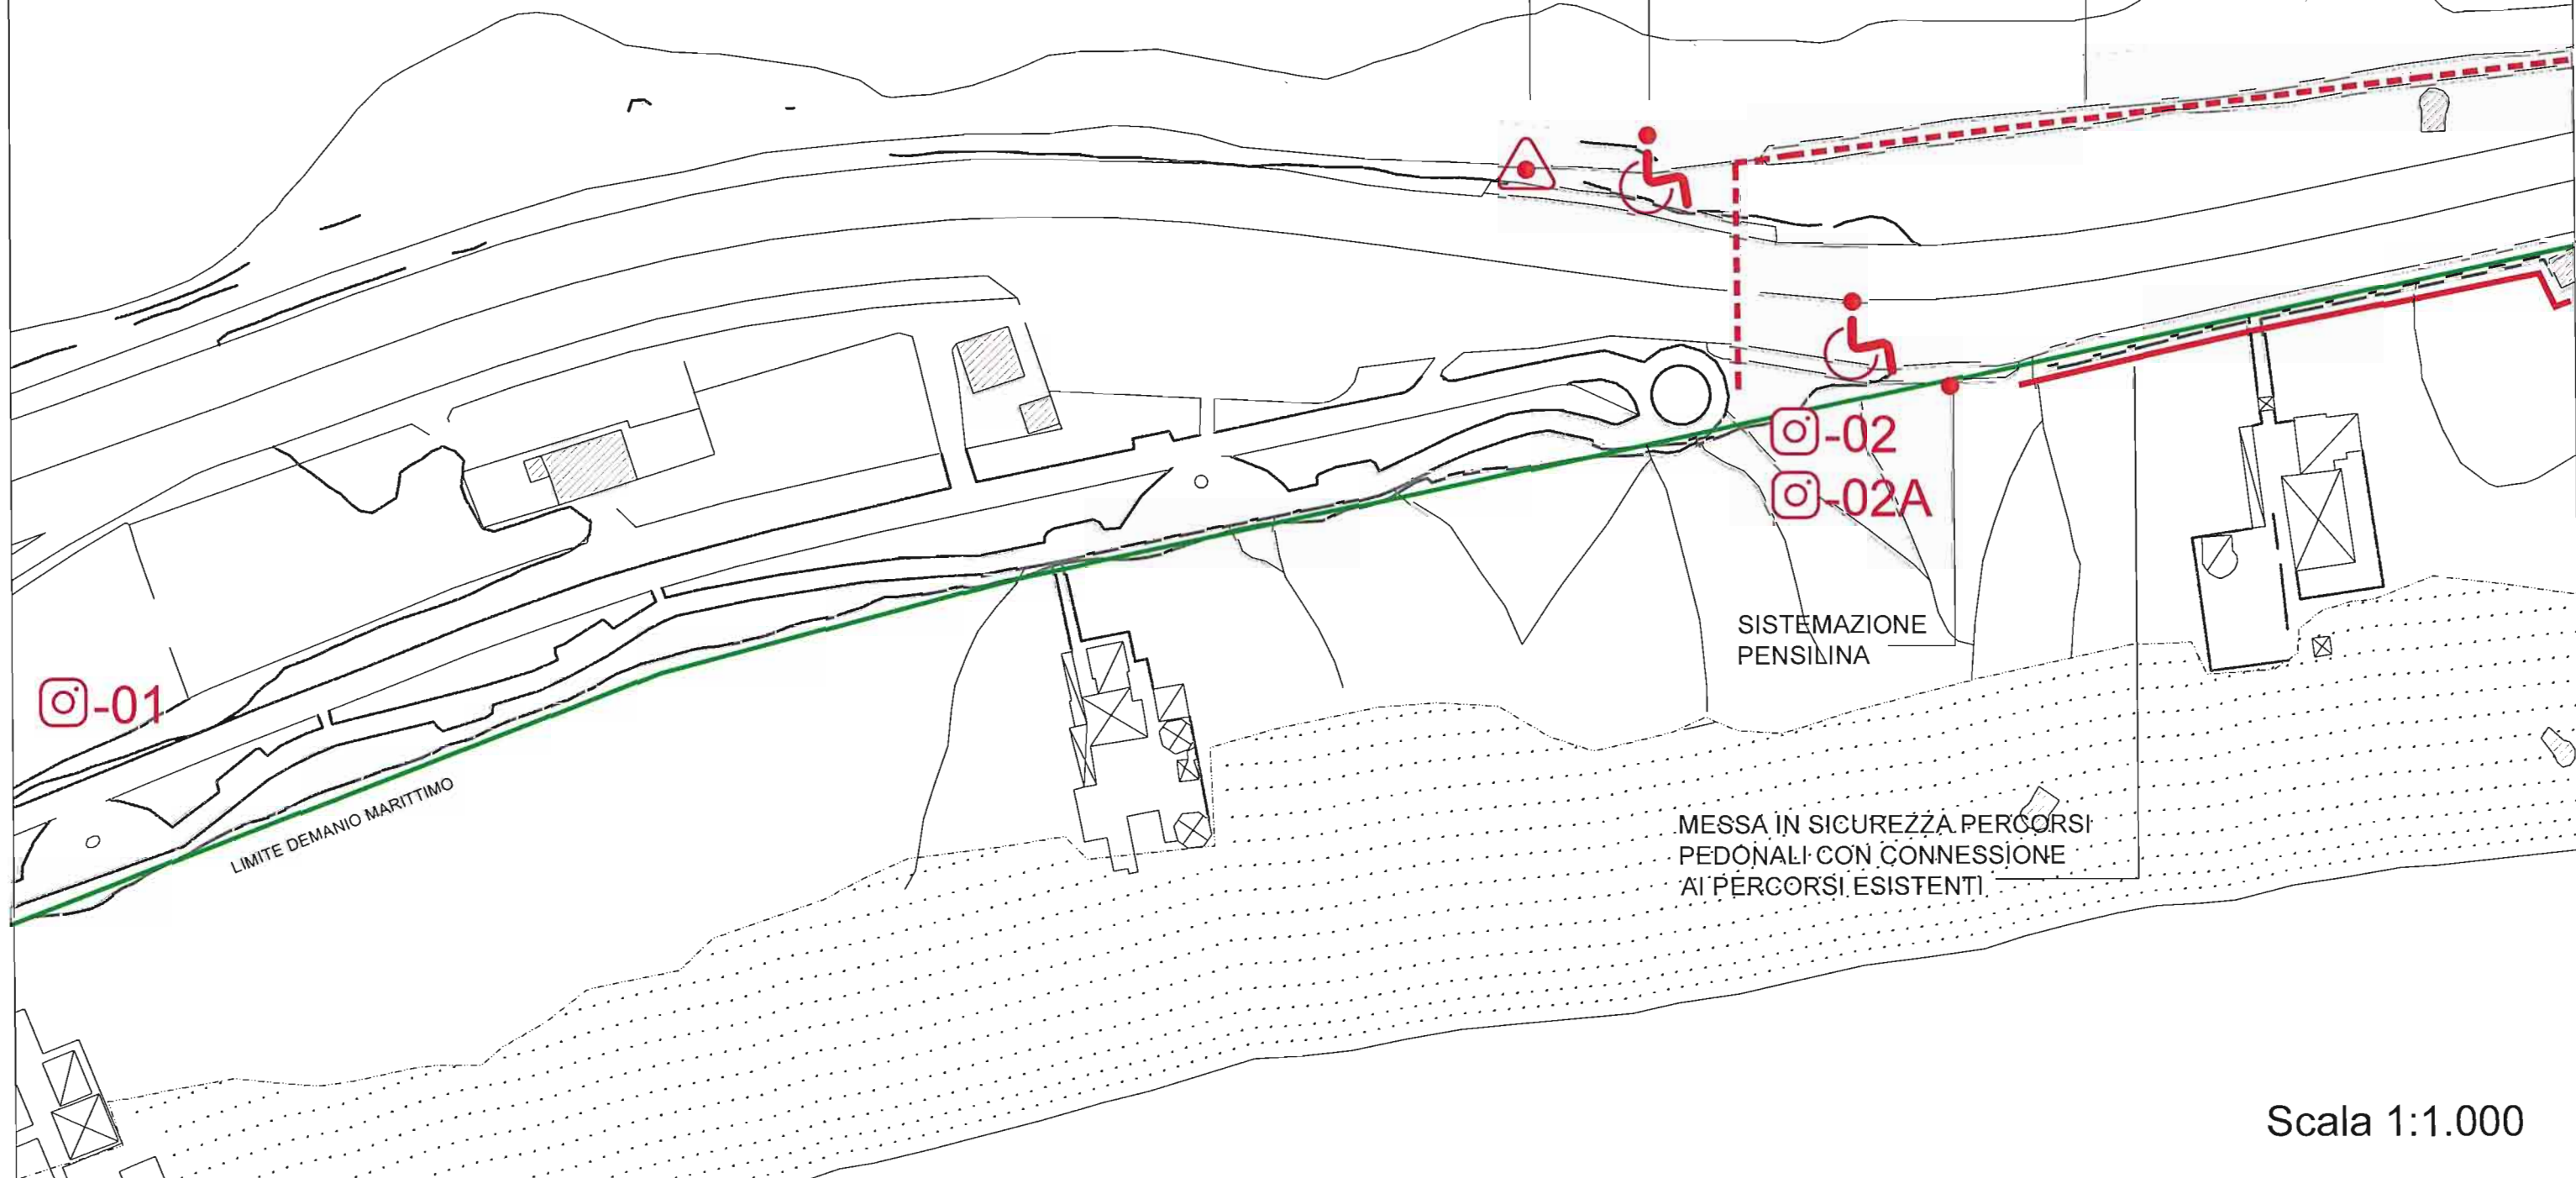 -02
-02A
SISTEMAZIONE
PENSILINA
-01
LIMITE DEMANIO MARITTIMO
MESSA IN SICUREZZA PERCORSI
PEDONALI CON CONNESSIONE
AI PERCORSI ESISTENTI
Scala 1:1.000